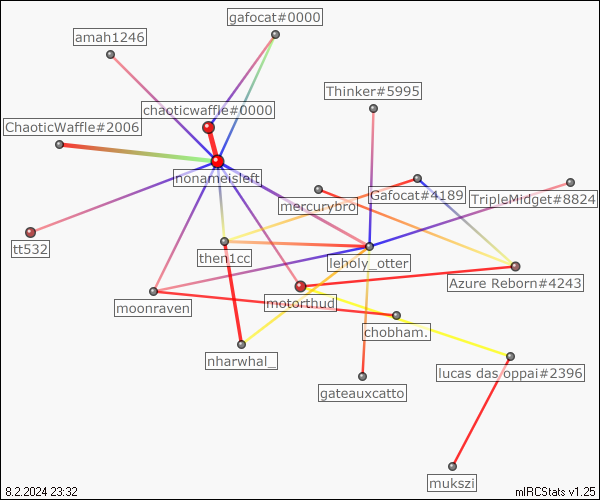 gafocat#0000
amah1246
Thinker#5995
chaoticwaffle#0000
ChaoticWaffle#2006
nonameisleft
Gafocat#4189
TripleMidget#8824
mercurybro
tt532
then1cc
leholy_otter
Azure Reborn#4243
moonraven
motorthud
chobham.
nharwhal_
lucas das oppai#2396
gateauxcatto
mukszi
8.2.2024 23:32
mIRCStats v1.25